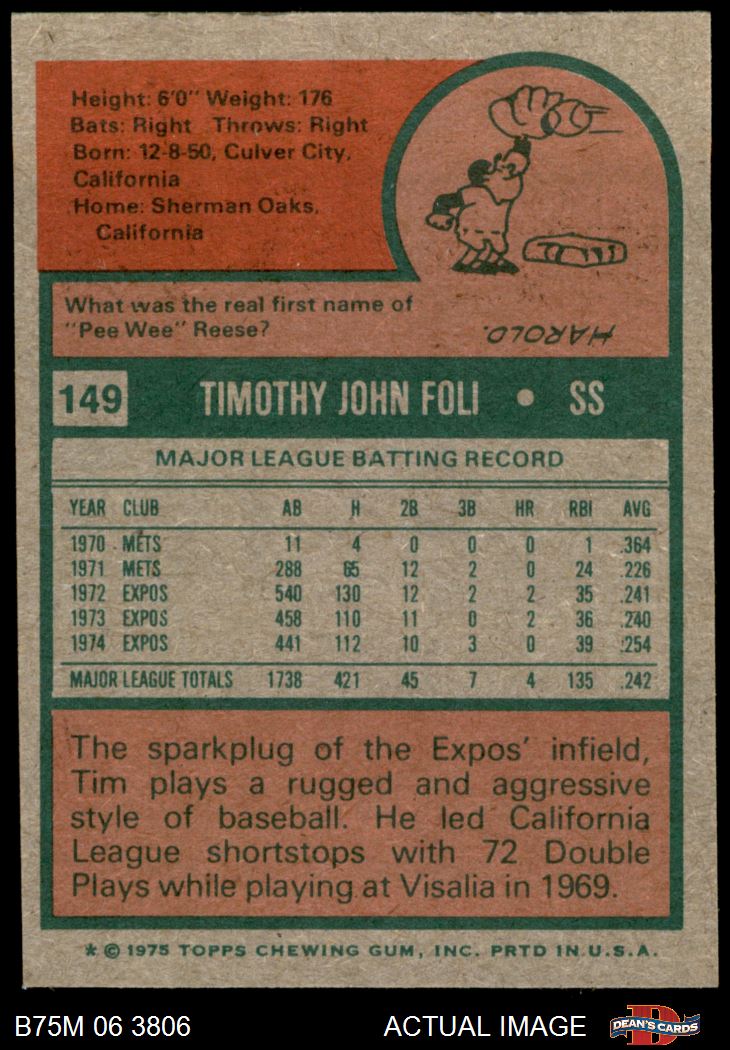 Height: 6'0" Weight: 176
Bats: Right Throws: Right
Born: 12-8-50, Culver City,
California
Home: Sherman Oaks,
California
What was the real first name of
"Pee Wee" Reese?
HAROLD.
149 TIMOTHY JOHN FOLI • SS
MAJOR LEAGUE BATTING RECORD
YEAR CLUB AB H 2B 3B HR RBI AVG
1970 METS 11 4 0 0 0 1 .364
1971 METS 288 65 12 2 0 24 .226
1972 EXPOS 540 130 12 2 2 35 .241
1973 EXPOS 458 110 11 0 2 36 .240
1974 EXPOS 441 112 10 3 0 39 .254
MAJOR LEAGUE TOTALS 1738 421 45 7 4 135 .242
The sparkplug of the Expos' infield,
Tim plays a rugged and aggressive
style of baseball. He led California
League shortstops with 72 Double
Plays while playing at Visalia in 1969.
* © 1975 TOPPS CHEWING GUM, INC. PRTD IN U.S.A.
B75M 06 3806 ACTUAL IMAGE DEAN'S CARDS